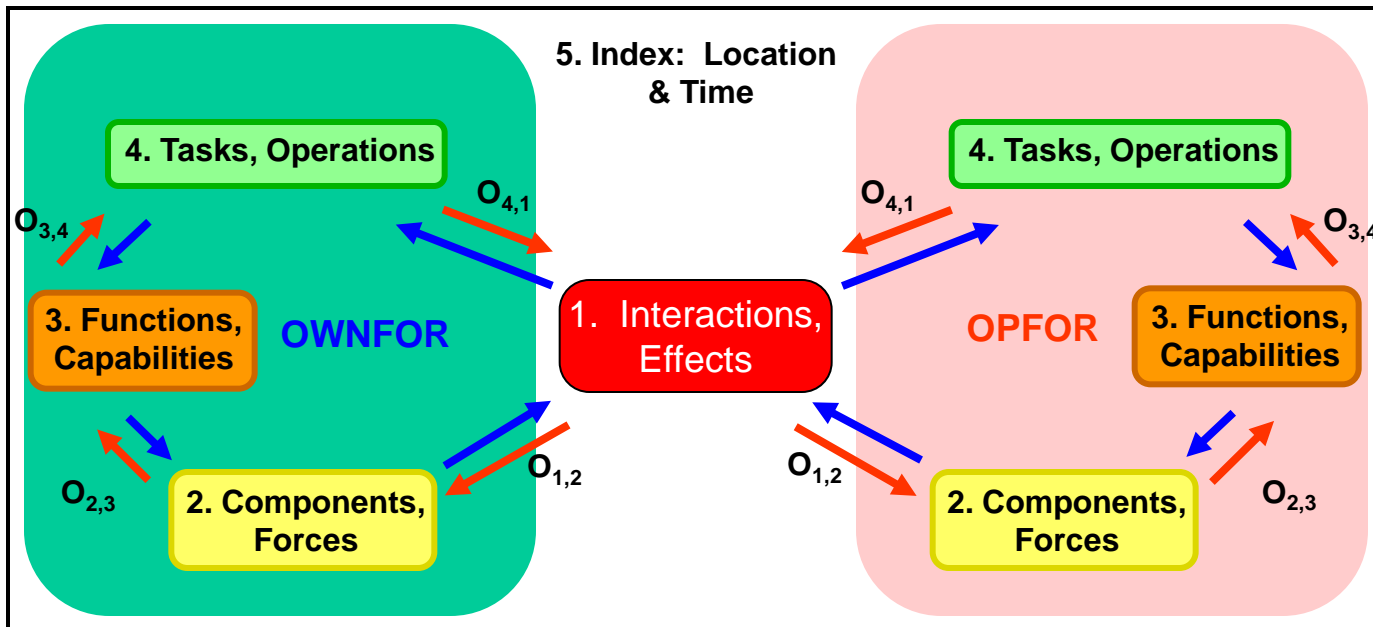 5. Index: Location
& Time
4. Tasks, Operations
O4,1
O3,4
3. Functions,
Capabilities
OWNFOR
O2,3
2. Components,
Forces
O1,2
1. Interactions,
Effects
4. Tasks, Operations
O4,1
O3,4
OPFOR
3. Functions,
Capabilities
O1,2
2. Components,
Forces
O2,3